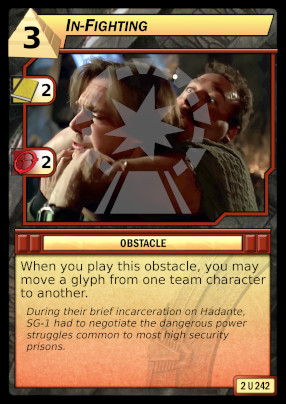 IN-FIGHTING
3
2
2
OBSTACLE
When you play this obstacle, you may
move a glyph from one team character
to another.
During their brief incarceration on Hadante,
SG-1 had to negotiate the dangerous power
struggles common to most high security
prisons.
2 U 242